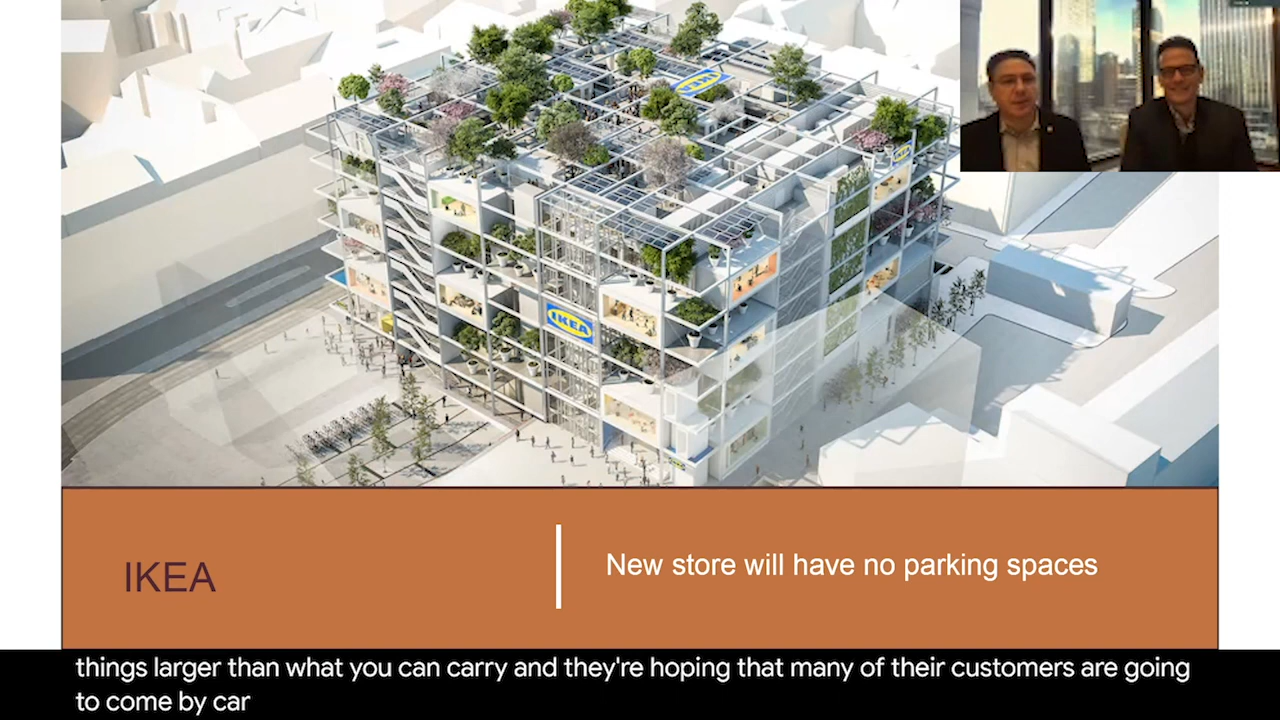 IKEA
IKEA
IKEA
IKEA
New store will have no parking spaces
things larger than what you can carry and they're hoping that many of their customers are going
to come by car